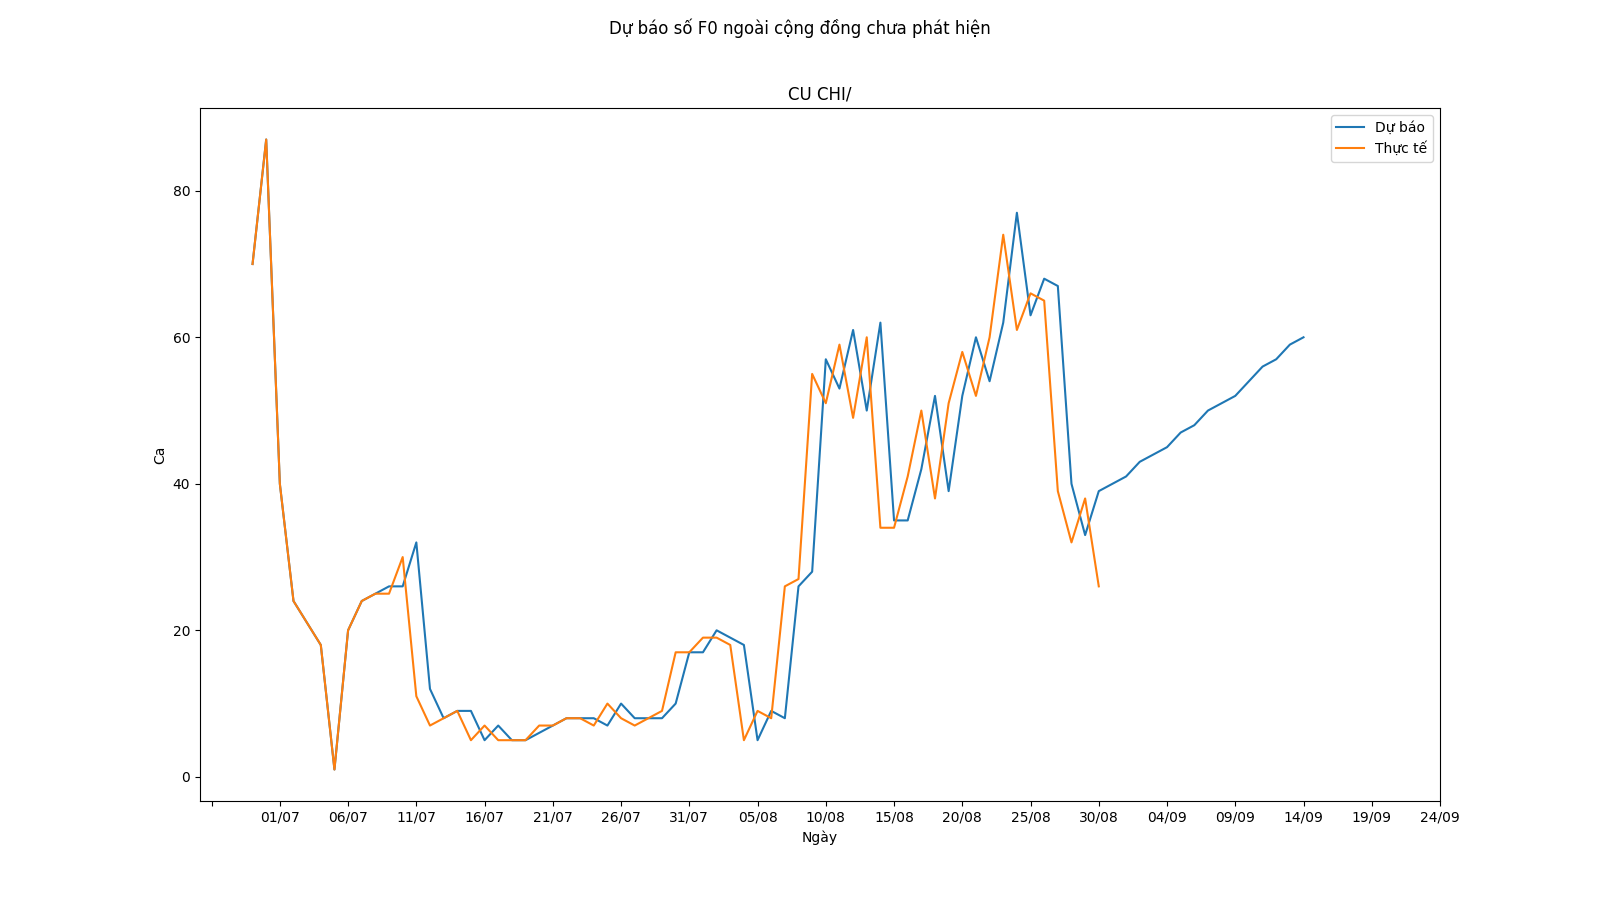 Dự báo số F0 ngoài cộng đồng chưa phát hiện
CU CHI/
Dự báo
Thực tế
80
60
40
20
0
Ca
01/07 06/07 11/07 16/07 21/07 26/07 31/07 05/08 10/08 15/08 20/08 25/08 30/08 04/09 09/09 14/09 19/09 24/09
Ngày